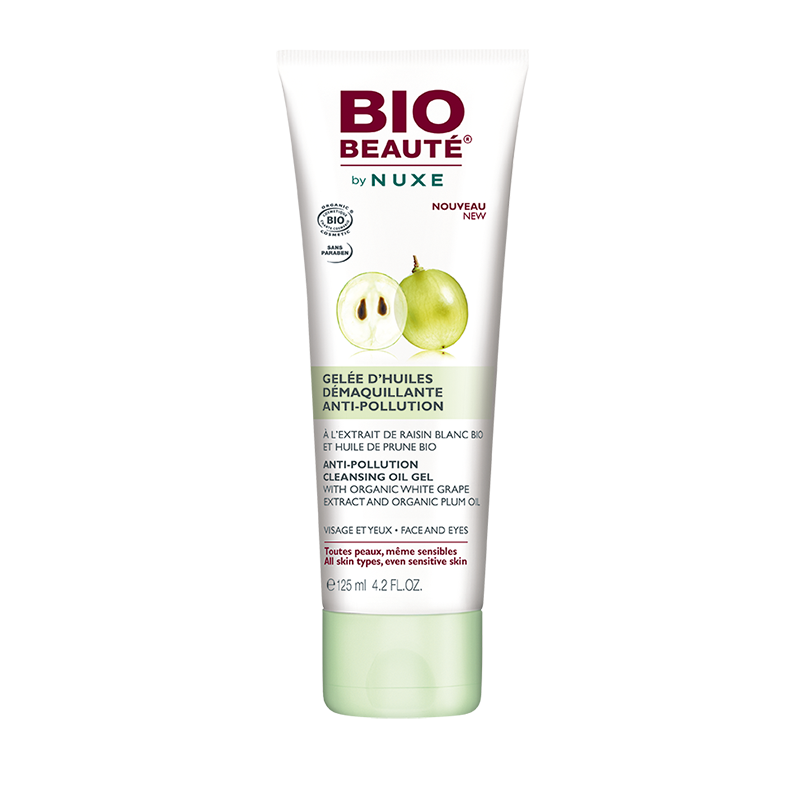 BIO
BEAUTÉ®
by NUXE
NOUVEAU
NEW
ORGANIC
COSMETIQUE
BIO
COSMETIC
SANS
PARABEN
GELÉE D'HUILES
DÉMAQUILLANTE
ANTI-POLLUTION
À L'EXTRAIT DE RAISIN BLANC BIO
ET HUILE DE PRUNE BIO
ANTI-POLLUTION
CLEANSING OIL GEL
WITH ORGANIC WHITE GRAPE
EXTRACT AND ORGANIC PLUM OIL
VISAGE ET YEUX • FACE AND EYES
Toutes peaux, même sensibles
All skin types, even sensitive skin
℮125 ml 4.2 FL.OZ.